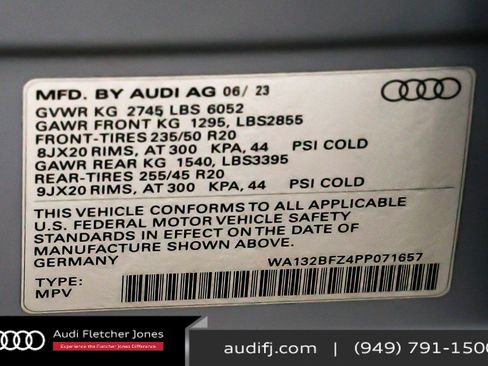 MFD. BY AUDI AG 06/ 23
GVWR KG 2745 LBS 6052
GAWR FRONT KG 1295, LBS2855
FRONT-TIRES 235/50 R20
8JX20 RIMS, AT 300 KPA, 44 PSI COLD
GAWR REAR KG 1540, LBS3395
REAR-TIRES 255/45 R20
9JX20 RIMS, AT 300 KPA, 44 PSI COLD
THIS VEHICLE CONFORMS TO ALL APPLICABLE
U.S. FEDERAL MOTOR VEHICLE SAFETY
STANDARDS IN EFFECT ON THE DATE OF
MANUFACTURE SHOWN ABOVE.
GERMANY WA132BFZ4PP071657
TYPE:
MPV
Audi Fletcher Jones
Experience the Fletcher Jones Difference.
audifj.com | (949) 791-1500